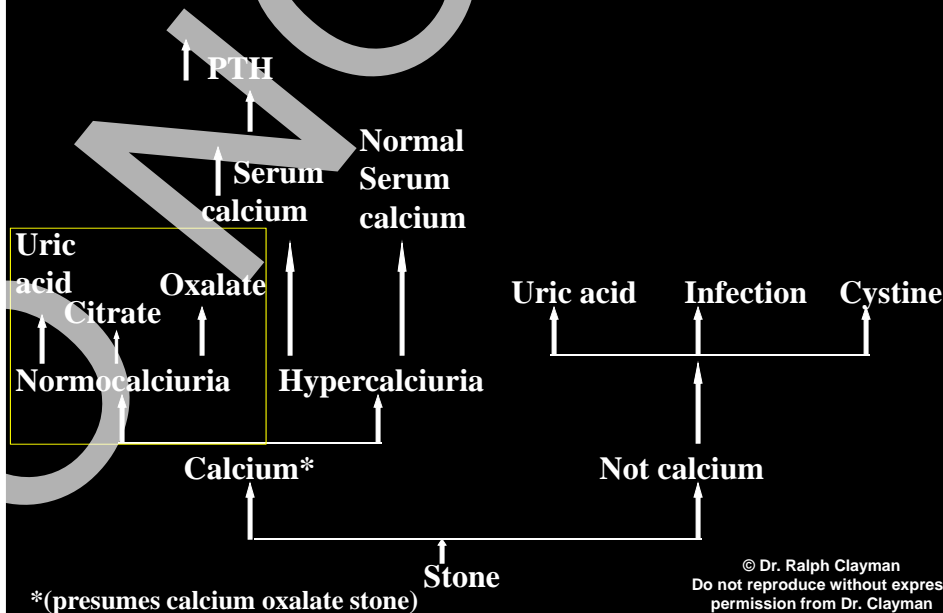 PTH
Normal
Serum
calcium
Serum
calcium
Uric
acid
Citrate
Oxalate
Uric acid
Infection
Cystine
Normocalciuria
Hypercalciuria
Calcium*
Not calcium
Stone
*(presumes calcium oxalate stone)
© Dr. Ralph Clayman
Do not reproduce without expres
permission from Dr. Clayman